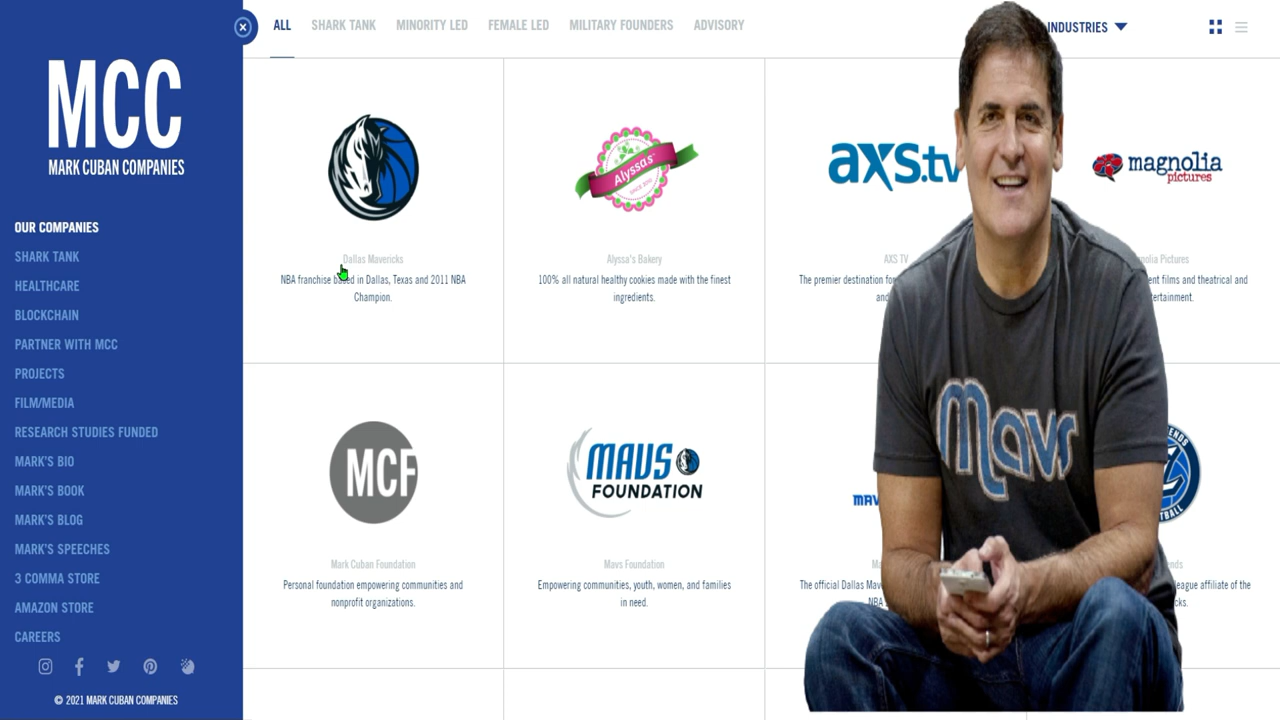 MCC
MARK CUBAN COMPANIES
OUR COMPANIES
SHARK TANK
HEALTHCARE
BLOCKCHAIN
PARTNER WITH MCC
PROJECTS
FILM/MEDIA
RESEARCH STUDIES FUNDED
MARK'S BIO
MARK'S BOOK
MARK'S BLOG
MARK'S SPEECHES
3 COMMA STORE
AMAZON STORE
CAREERS
© 2021 MARK CUBAN COMPANIES
ALL
SHARK TANK
MINORITY LED
FEMALE LED
MILITARY FOUNDERS
ADVISORY
INDUSTRIES
Dallas Mavericks
NBA franchise based in Dallas, Texas and 2011 NBA
Champion.
Alyssa's
Alyssa's Bakery
100% all natural healthy cookies made with the finest
ingredients.
axs.tv
AXS TV
The premier destination for
magnolia
pictures
Pictures
films and theatrical and
MCF
Mark Cuban Foundation
Personal foundation empowering communities and
nonprofit organizations.
MAVS
FOUNDATION
Mavs Foundation
Empowering communities, youth, women, and families
in need.
The official Dallas
NBA
affiliate of the
Mavs